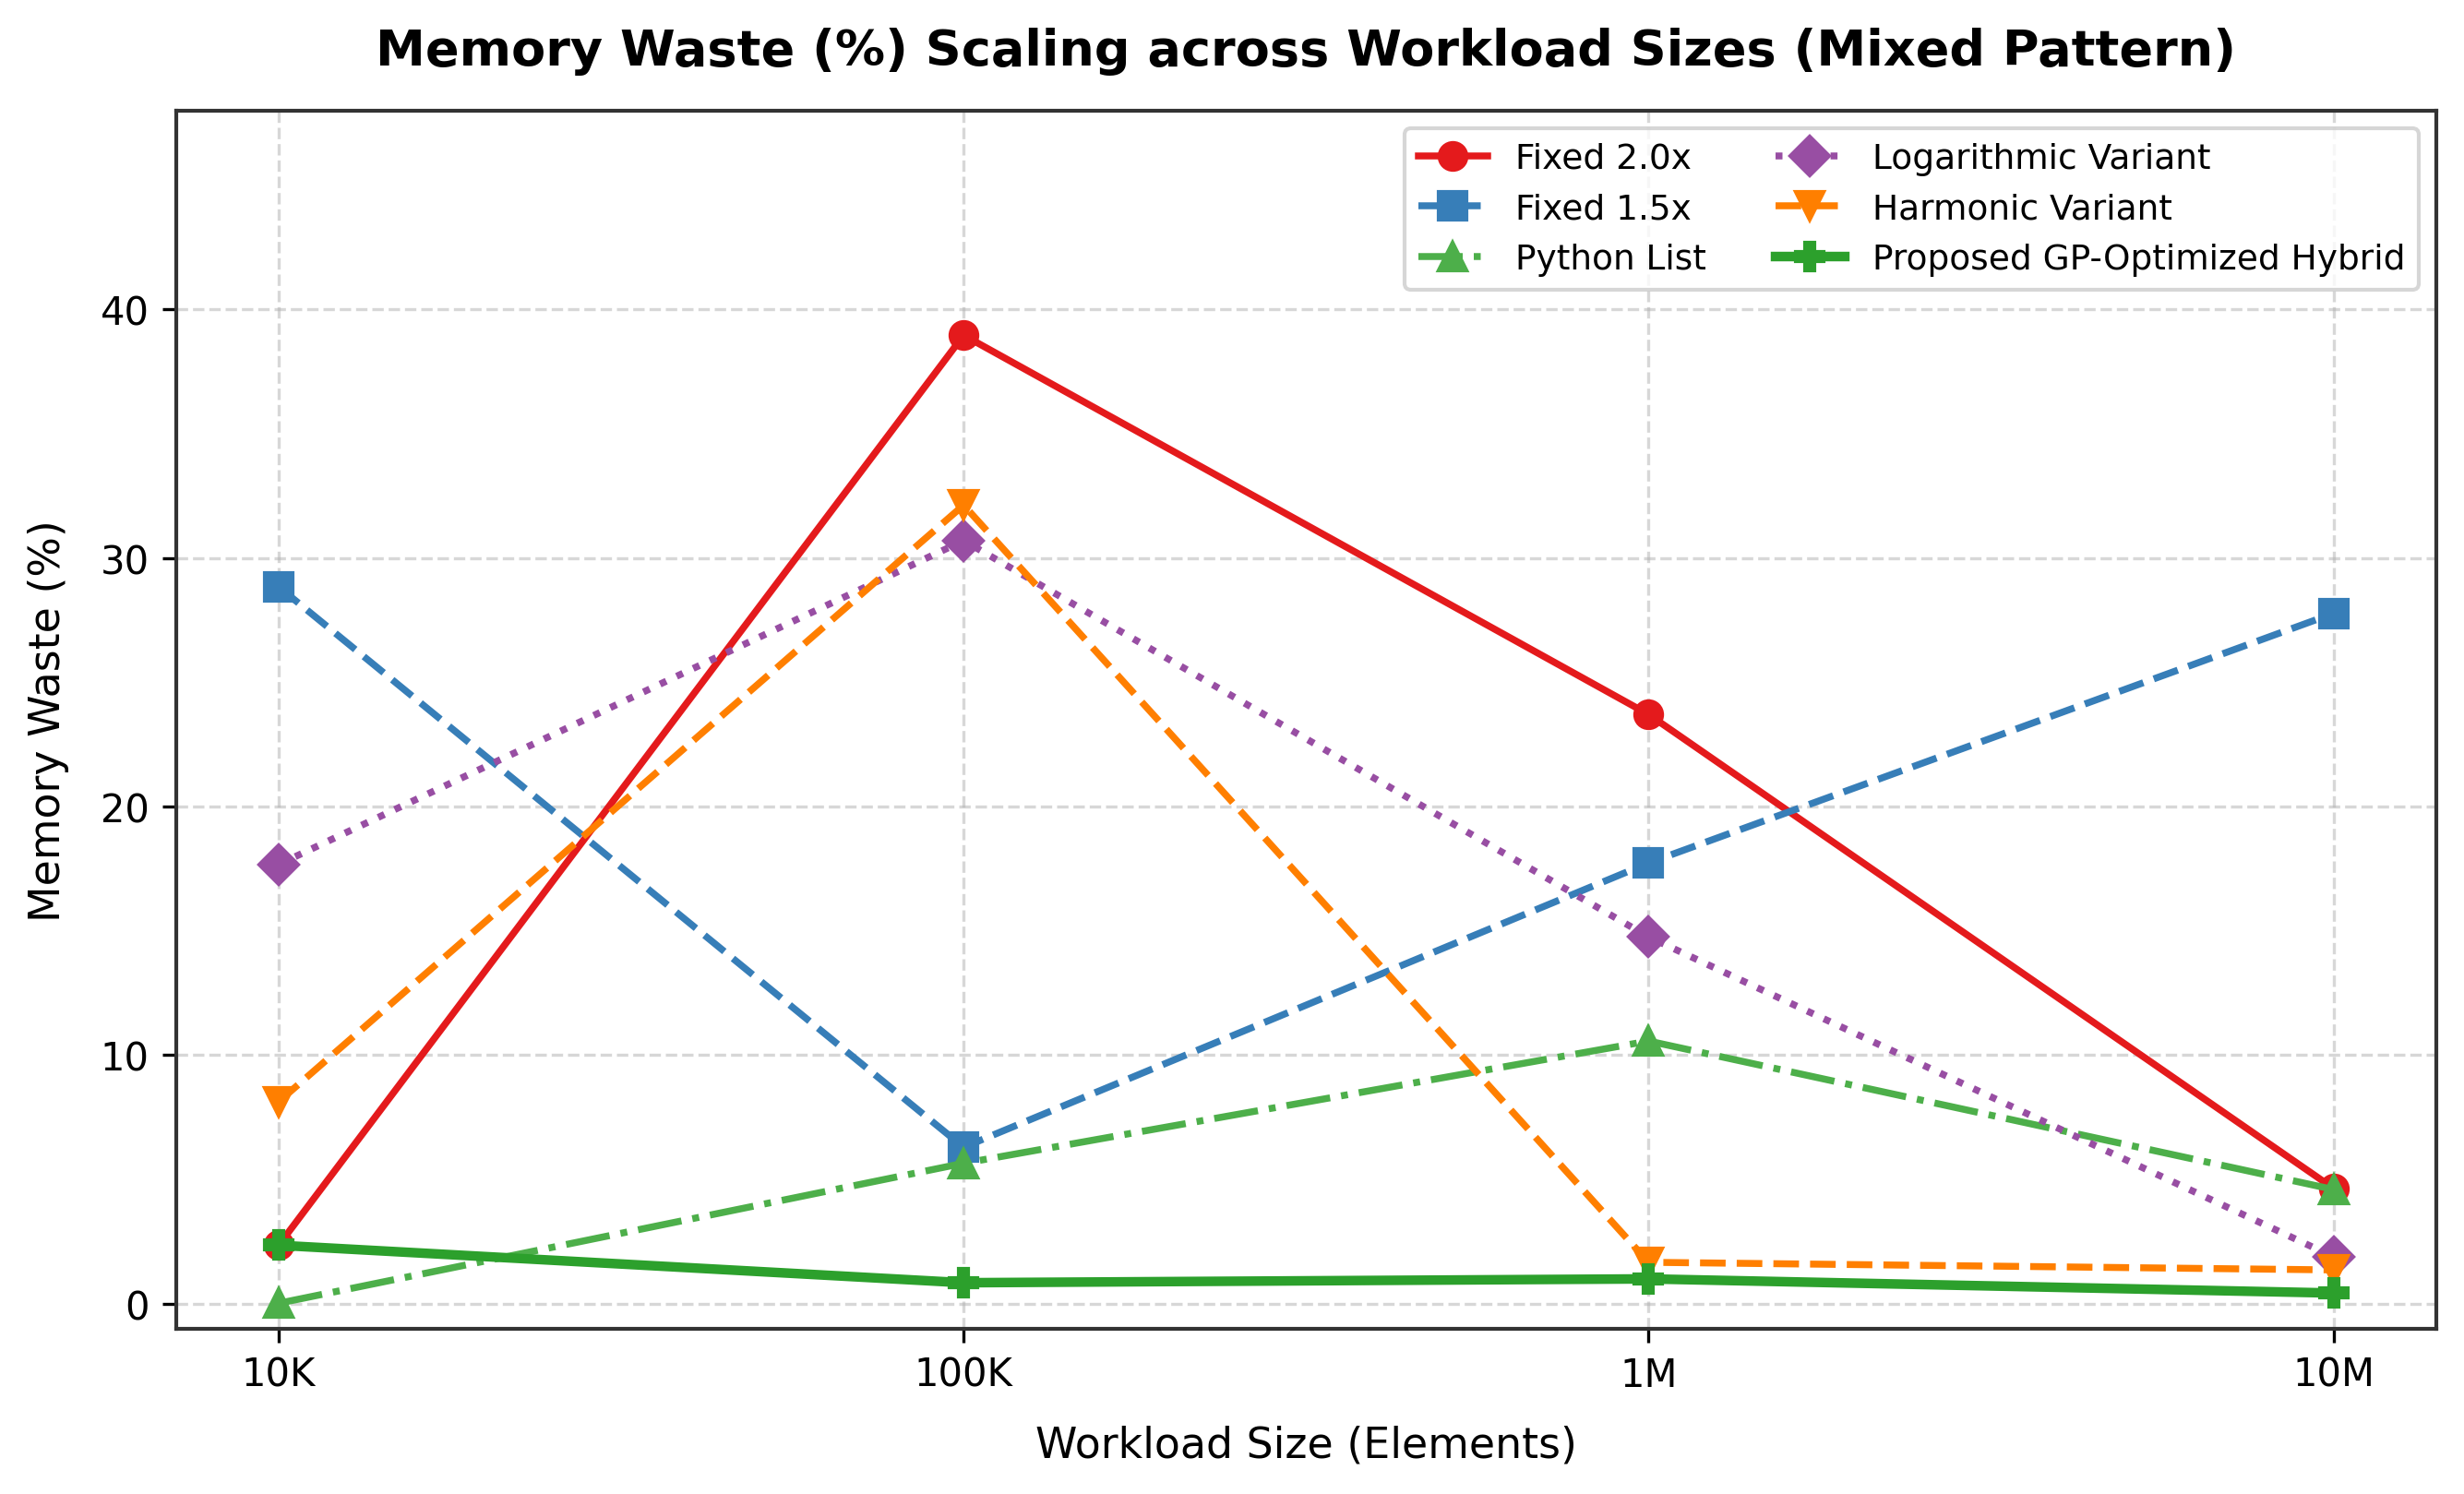 Memory Waste (%) Scaling across Workload Sizes (Mixed Pattern)
Fixed 2.0x
Fixed 1.5x
Python List
Logarithmic Variant
Harmonic Variant
Proposed GP-Optimized Hybrid
Memory Waste (%)
40
30
20
10
0
10K
100K
1M
10M
Workload Size (Elements)